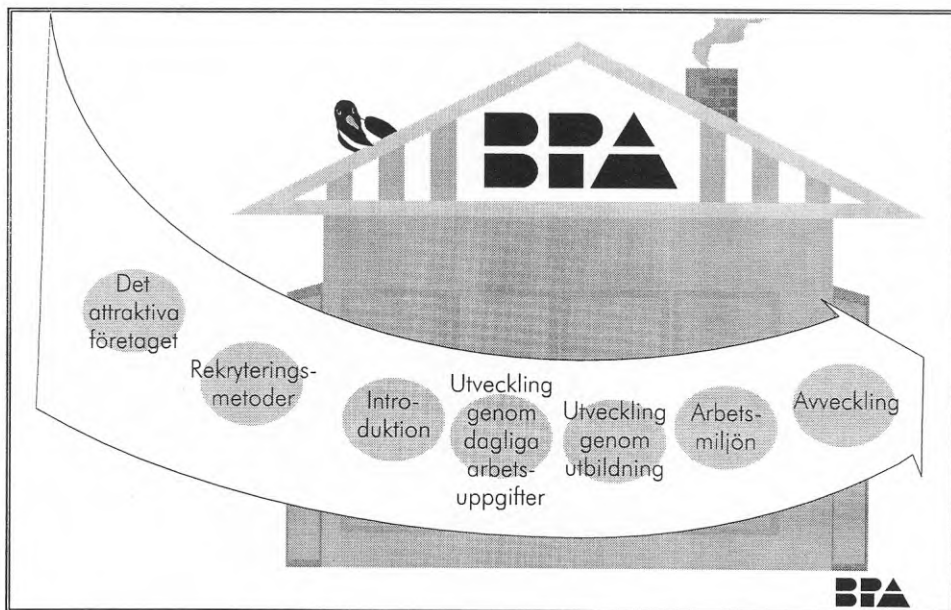 BPA
Det
attraktiva
företaget
Rekryterings-
metoder
Intro-
duktion
Utveckling
genom
dagliga
arbets-
uppgifter
Utveckling
genom
utbildning
Arbets-
miljön
Avveckling
BPA